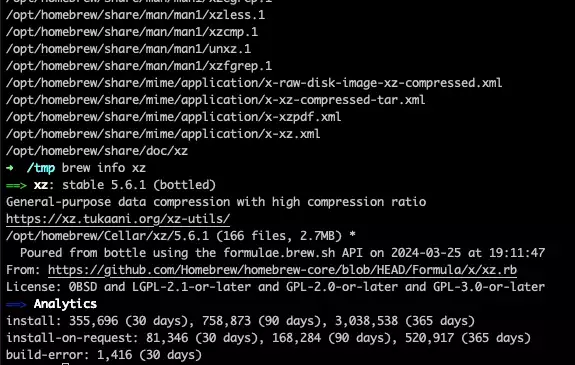 /opt/homebrew/share/man/man1/xzless.1
/opt/homebrew/share/man/man1/xzcmp.1
/opt/homebrew/share/man/man1/unxz.1
/opt/homebrew/share/man/man1/xzfgrep.1
/opt/homebrew/share/mime/application/x-raw-disk-image-xz-compressed.xml
/opt/homebrew/share/mime/application/x-xz-compressed-tar.xml
/opt/homebrew/share/mime/application/x-xzpdf.xml
/opt/homebrew/share/mime/application/x-xz.xml
/opt/homebrew/share/doc/xz
➜ /tmp brew info xz
==> xz: stable 5.6.1 (bottled)
General-purpose data compression with high compression ratio
https://xz.tukaani.org/xz-utils/
/opt/homebrew/Cellar/xz/5.6.1 (166 files, 2.7MB) *
Poured from bottle using the formulae.brew.sh API on 2024-03-25 at 19:11:47
From: https://github.com/Homebrew/homebrew-core/blob/HEAD/Formula/x/xz.rb
License: 0BSD and LGPL-2.1-or-later and GPL-2.0-or-later and GPL-3.0-or-later
==> Analytics
install: 355,696 (30 days), 758,873 (90 days), 3,038,538 (365 days)
install-on-request: 81,346 (30 days), 168,284 (90 days), 520,917 (365 days)
build-error: 1,416 (30 days)